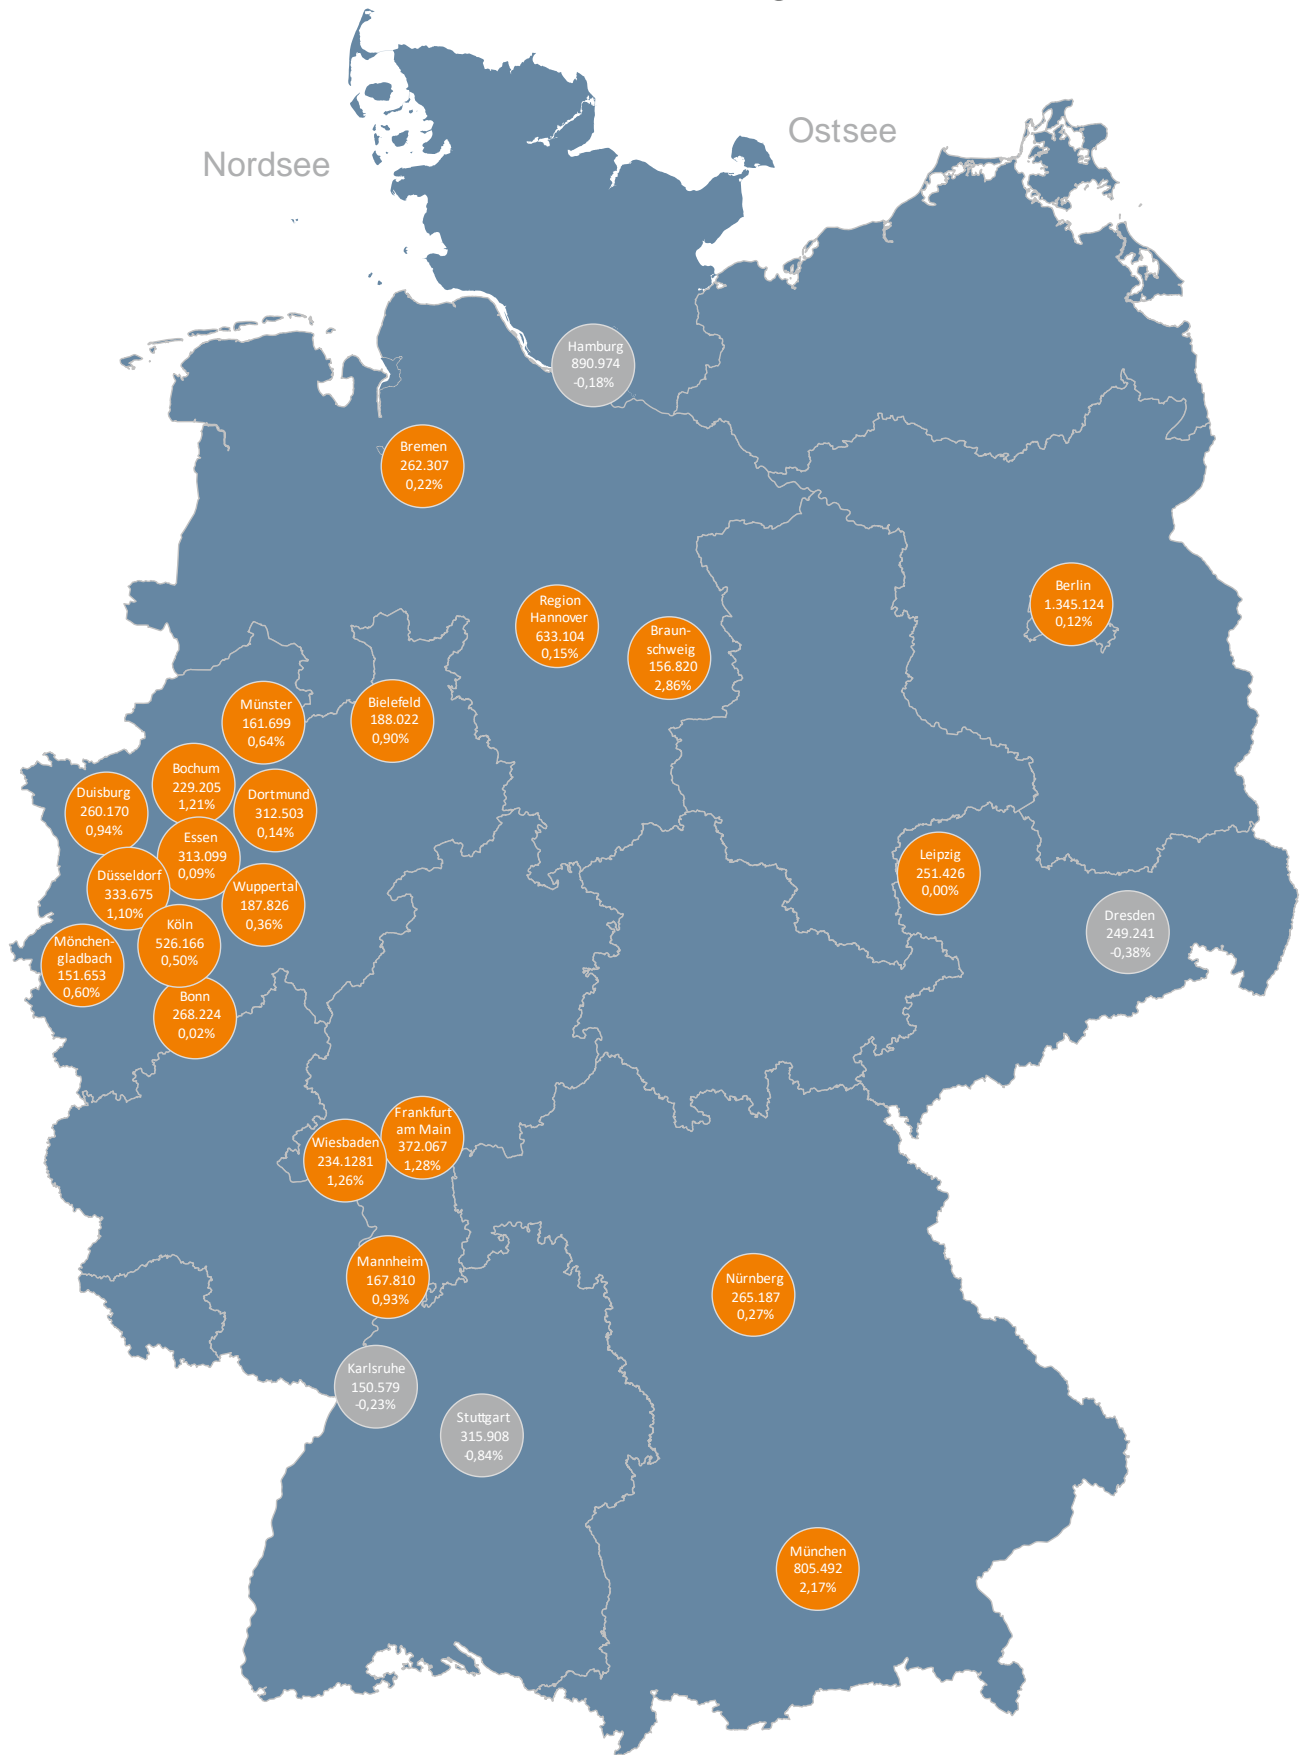 Nordsee
Ostsee
Hamburg
890.974
-0,18%
Bremen
262.307
0,22%
Region
Hannover
633.104
0,15%
Braun-
schweig
156.820
2,86%
Berlin
1.345.124
0,12%
Münster
161.699
0,64%
Bielefeld
188.022
0,90%
Bochum
229.205
1,21%
Duisburg
260.170
0,94%
Dortmund
312.503
0,14%
Essen
313.099
0,09%
Düsseldorf
333.675
1,10%
Wuppertal
187.826
0,36%
Köln
526.166
0,50%
Mönchen-
gladbach
151.653
0,60%
Bonn
268.224
0,02%
Leipzig
251.426
0,00%
Dresden
249.241
-0,38%
Frankfurt
am Main
372.067
1,28%
Wiesbaden
234.1281
1,26%
Mannheim
167.810
0,93%
Nürnberg
265.187
0,27%
Karlsruhe
150.579
-0,23%
Stuttgart
315.908
-0,84%
München
805.492
2,17%